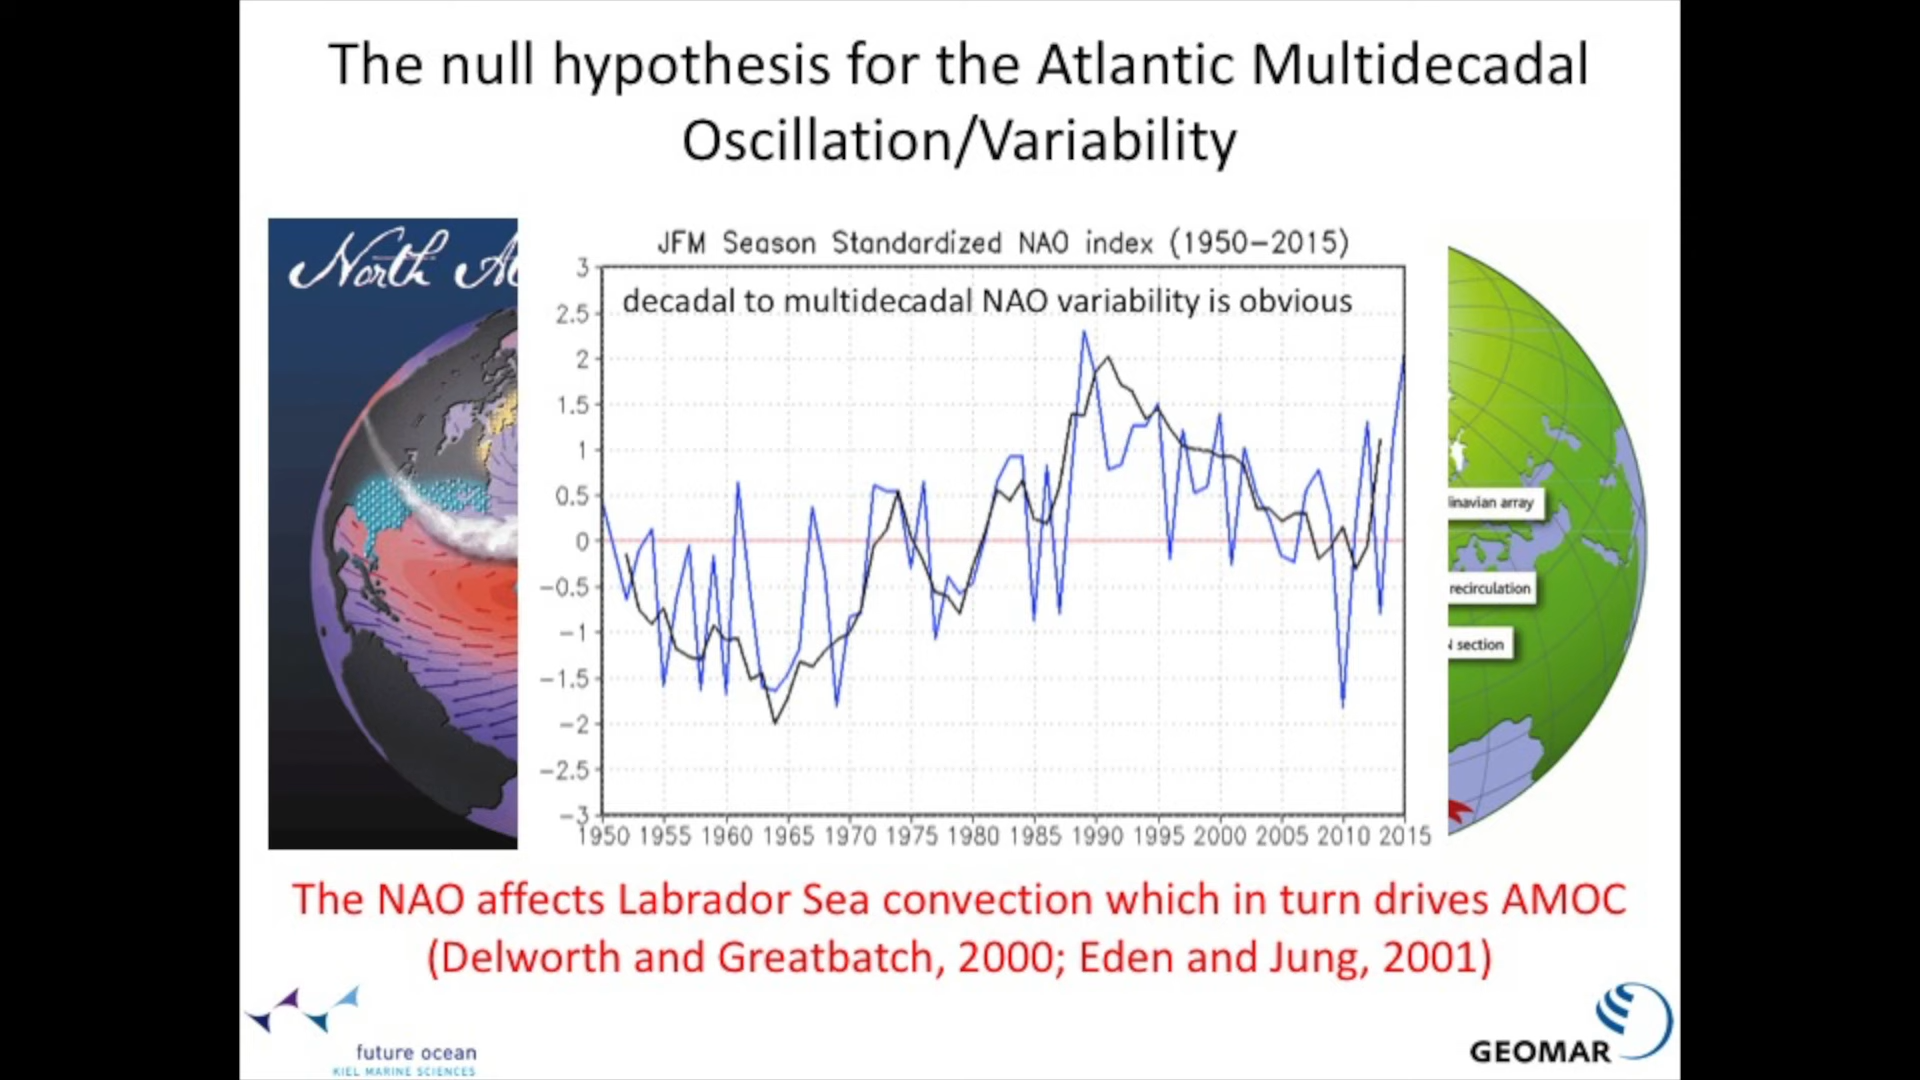 The null hypothesis for the Atlantic Multidecadal
Oscillation/Variability
North A
JFM Season Standardized NAO index (1950-2015)
decadal to multidecadal NAO variability is obvious
3
2.5
2
1.5
1
0.5
0
-0.5
-1
-1.5
-2
-2.5
-3
1950 1955 1960 1965 1970 1975 1980 1985 1990 1995 2000 2005 2010 2015
inavian array
recirculation
section
The NAO affects Labrador Sea convection which in turn drives AMOC
(Delworth and Greatbatch, 2000; Eden and Jung, 2001)
future ocean
KIEL MARINE SCIENCES
GEOMAR